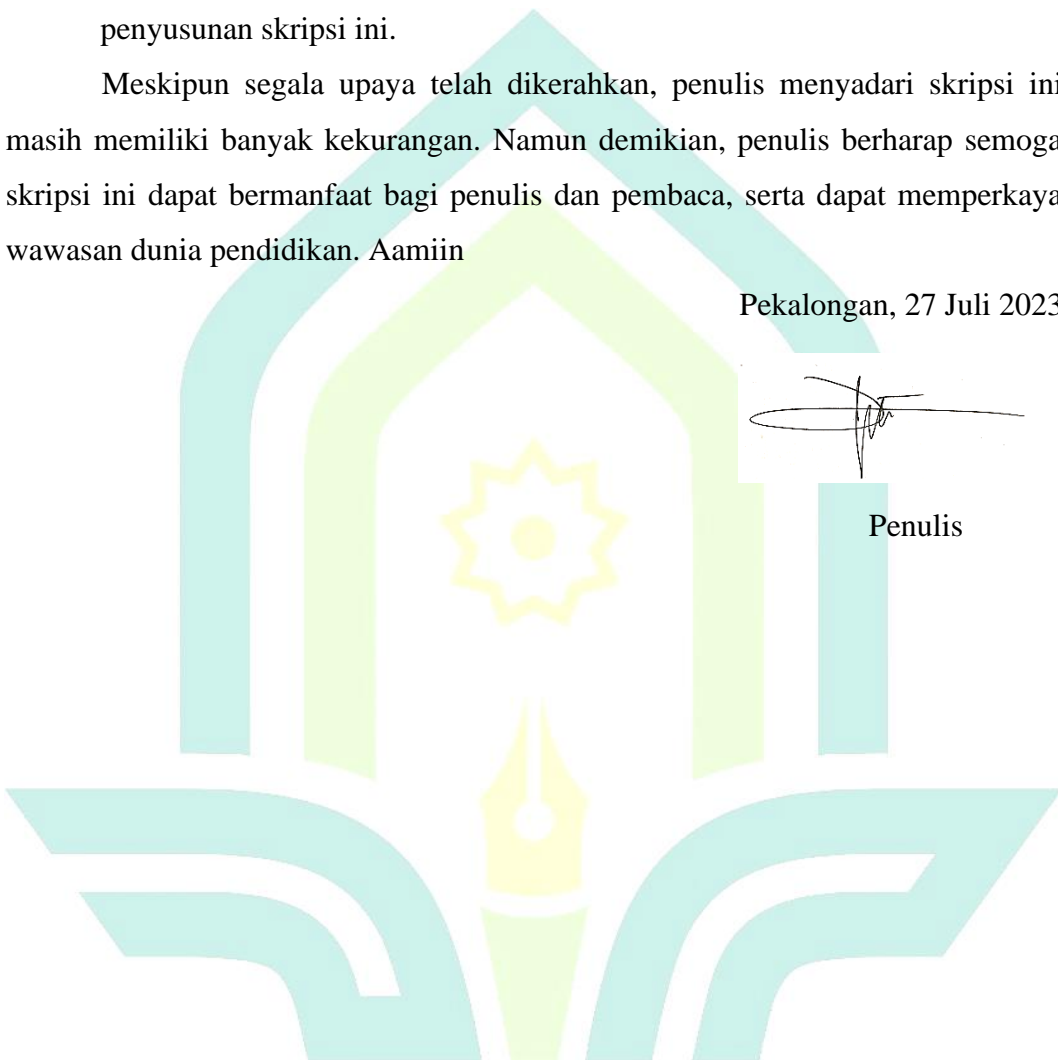 penyusunan skripsi ini.
Meskipun segala upaya telah dikerahkan, penulis menyadari skripsi ini
masih memiliki banyak kekurangan. Namun demikian, penulis berharap semoga
skripsi ini dapat bermanfaat bagi penulis dan pembaca, serta dapat memperkaya
wawasan dunia pendidikan. Aamiin
Pekalongan, 27 Juli 2023
Penulis